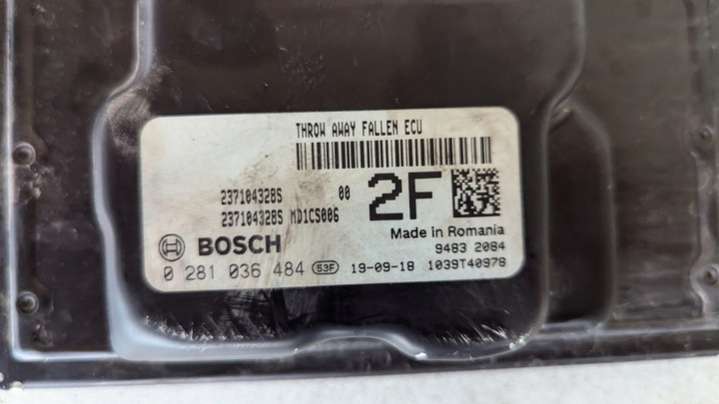 THROW AWAY FALLEN ECU
237104328S 00
237104328S MD1CS006
2F
Made in Romania
BOSCH
9483 2084
0 281 036 484 53F 19-09-18 1039T40978